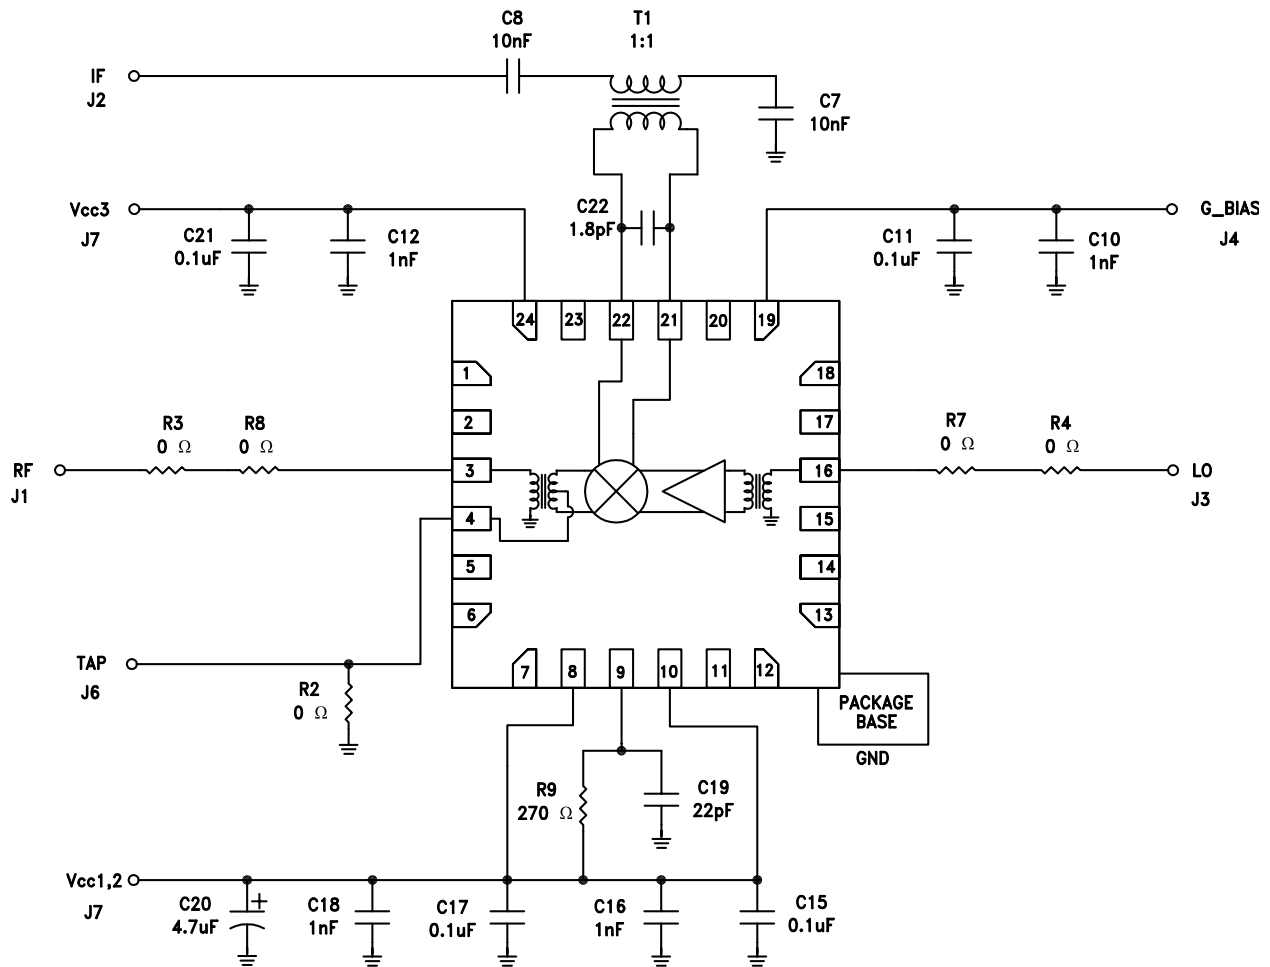 C8
10nF
T1
1:1
IF
J2
C7
10nF
Vcc3
J7
C21
0.1uF
C12
1nF
C22
1.8pF
C11
0.1uF
C10
1nF
G_BIAS
J4
24
23
22
21
20
19
1
2
3
4
5
6
18
17
16
15
14
13
RF
J1
R3
0 Ω
R8
0 Ω
R7
0 Ω
R4
0 Ω
LO
J3
TAP
J6
R2
0 Ω
7
8
9
10
11
12
PACKAGE
BASE
GND
R9
270 Ω
C19
22pF
Vcc1,2
J7
C20
+
4.7uF
C18
1nF
C17
0.1uF
C16
1nF
C15
0.1uF